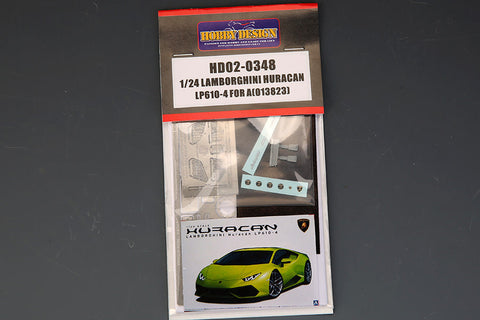 HOBBY DESIGN
HD02-0348
1/24 LAMBORGHINI HURACAN
LP610-4 FOR A(013823)
HURACAN
LAMBORGHINI Huracan LP610-4